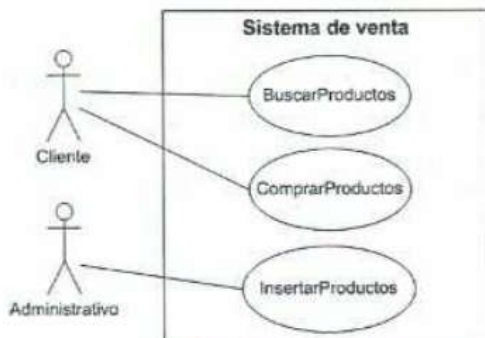 Sistema de venta
BuscarProductos
Cliente
ComprarProductos
InsertarProductos
Administrativo